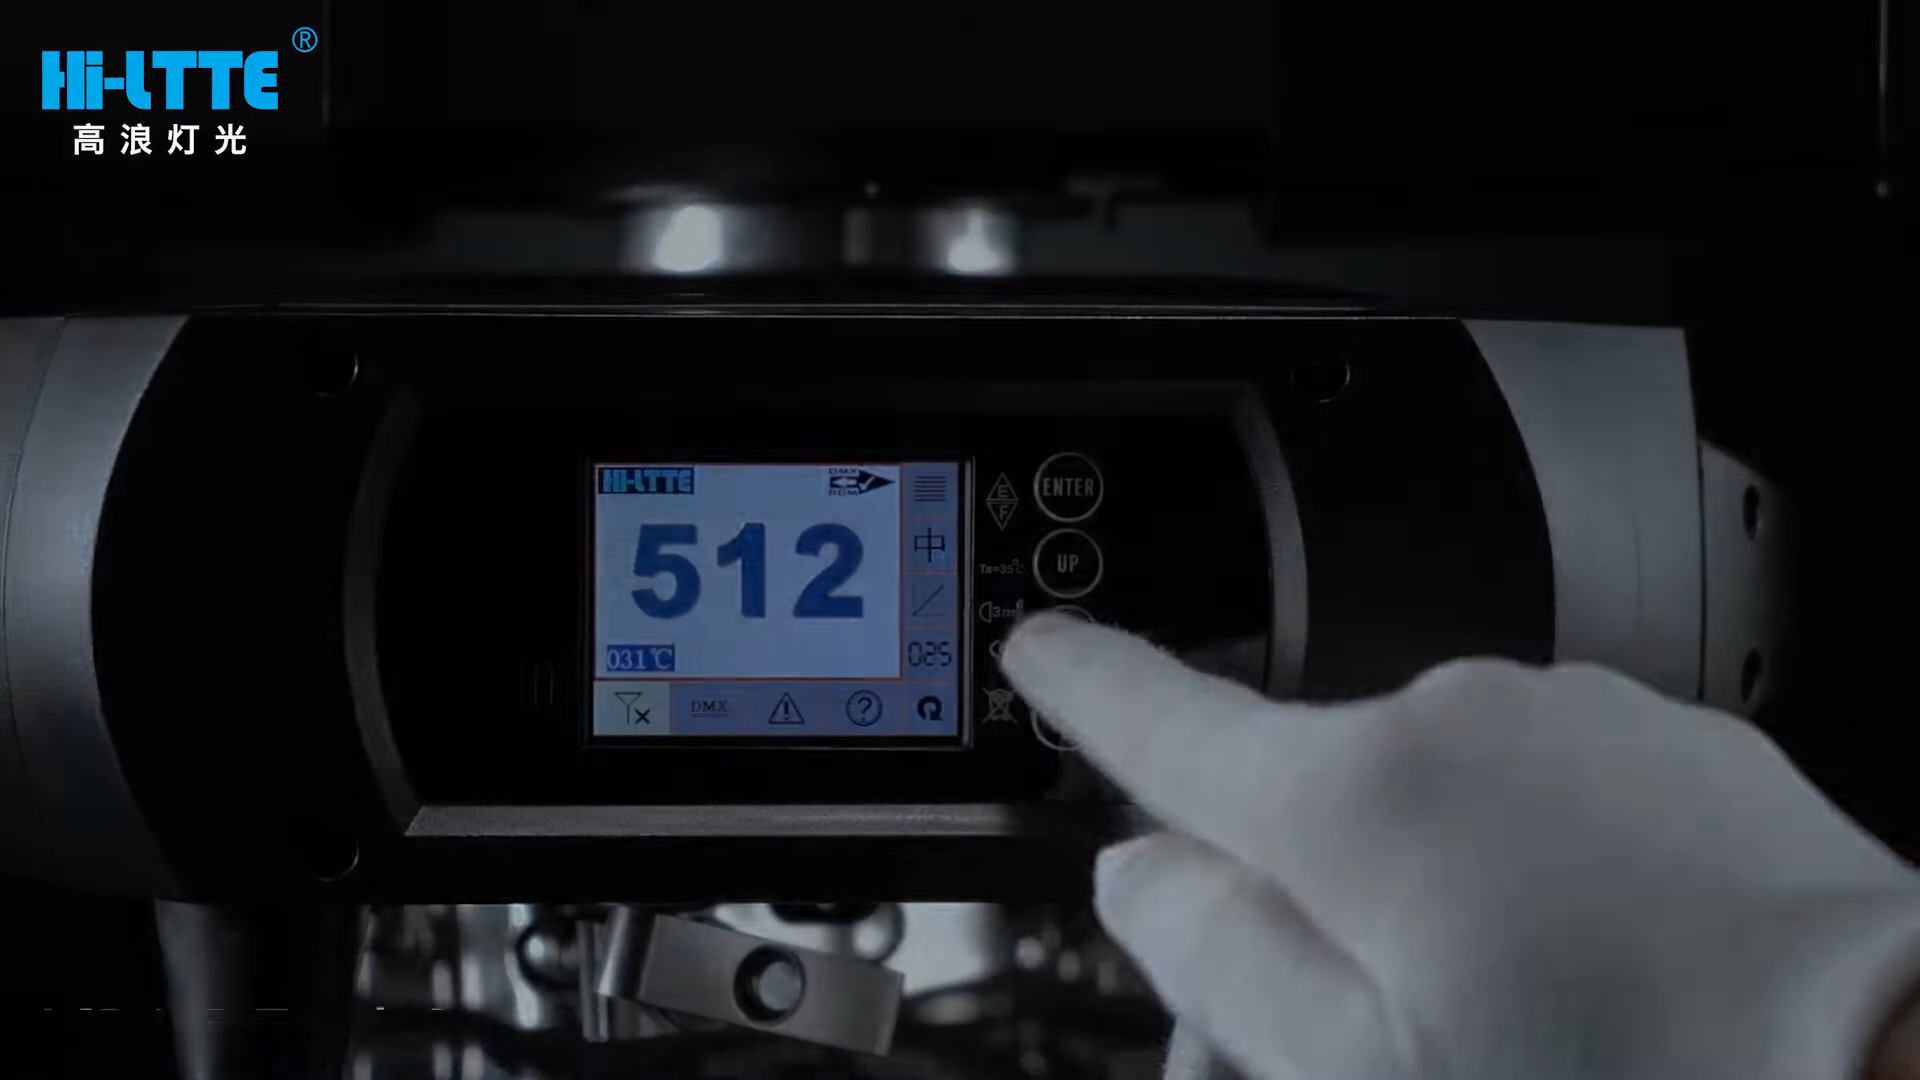 Hi-LTTE®
高浪灯光
Hi-LTTE
DMX
RDM
512
中
031℃
025
DMX
E
F
ENTER
UP
Ta=35°C